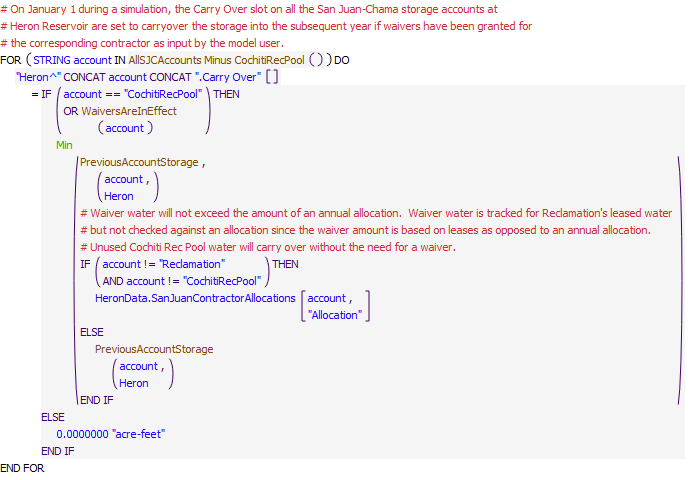 # On January 1 during a simulation, the Carry Over slot on all the San Juan-Chama storage accounts at
# Heron Reservoir are set to carryover the storage into the subsequent year if waivers have been granted for
# the corresponding contractor as input by the model user.
FOR ( STRING account IN AllSJCAccounts Minus CochitiRecPool ( ) ) DO
"Heron^" CONCAT account CONCAT ".Carry Over" [ ]
= IF ( account == "CochitiRecPool" ) THEN
OR WaiversAreInEffect
( account )
Min
PreviousAccountStorage ,
( account ,
Heron )
# Waiver water will not exceed the amount of an annual allocation.  Waiver water is tracked for Reclamation's leased water
# but not checked against an allocation since the waiver amount is based on leases as opposed to an annual allocation.
# Unused Cochiti Rec Pool water will carry over without the need for a waiver.
IF ( account != "Reclamation" ) THEN
AND account != "CochitiRecPool"
HeronData.SanJuanContractorAllocations [ account ,
"Allocation" ]
ELSE
PreviousAccountStorage
( account ,
Heron )
END IF
ELSE
0.0000000 "acre-feet"
END IF
END FOR